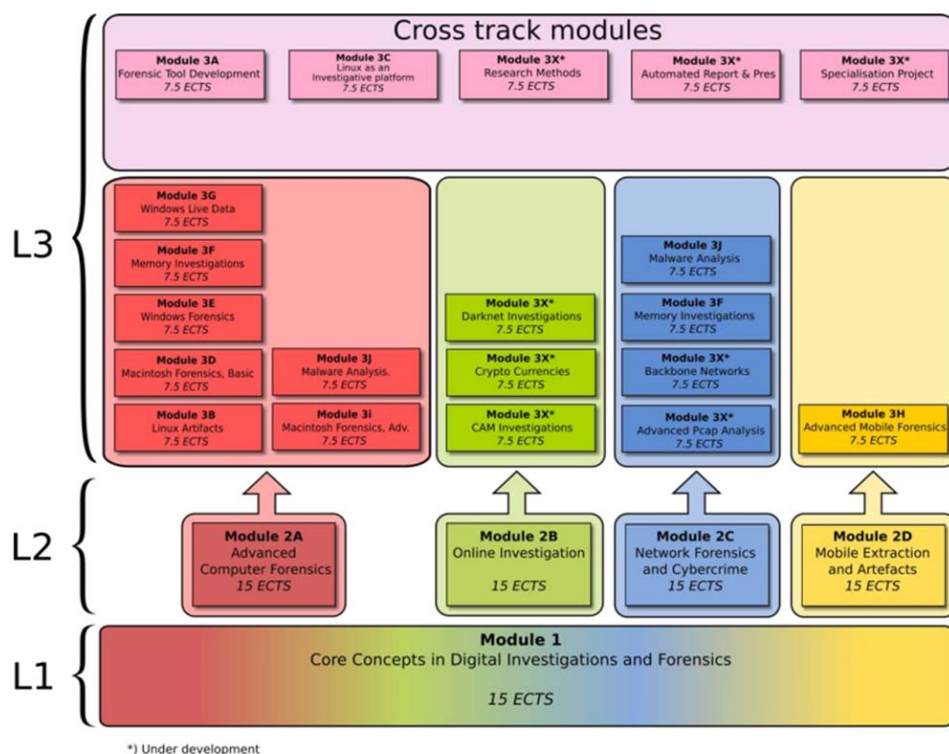 Cross track modules
Module 3A
Forensic Tool Development
7.5 ECTS
Module 3C
Linux as an
Investigative platform
7.5 ECTS
Module 3X*
Research Methods
7.5 ECTS
Module 3X*
Automated Report & Pres
7.5 ECTS
Module 3X*
Specialisation Project
7.5 ECTS
L3
Module 3G
Windows Live Data
7.5 ECTS
Module 3F
Memory Investigations
7.5 ECTS
Module 3E
Windows Forensics
7.5 ECTS
Module 3D
Macintosh Forensics, Basic
7.5 ECTS
Module 3B
Linux Artifacts
7.5 ECTS
Module 3J
Malware Analysis.
7.5 ECTS
Module 3i
Macintosh Forensics, Adv.
7.5 ECTS
Module 3X*
Darknet Investigations
7.5 ECTS
Module 3X*
Crypto Currencies
7.5 ECTS
Module 3X*
CAM Investigations
7.5 ECTS
Module 3J
Malware Analysis
7.5 ECTS
Module 3F
Memory Investigations
7.5 ECTS
Module 3X*
Backbone Networks
7.5 ECTS
Module 3X*
Advanced Pcap Analysis
7.5 ECTS
Module 3H
Advanced Mobile Forensics
7.5 ECTS
L2
Module 2A
Advanced
Computer Forensics
15 ECTS
Module 2B
Online Investigation
15 ECTS
Module 2C
Network Forensics
and Cybercrime
15 ECTS
Module 2D
Mobile Extraction
and Artefacts
15 ECTS
L1
Module 1
Core Concepts in Digital Investigations and Forensics
15 ECTS
*) Under development